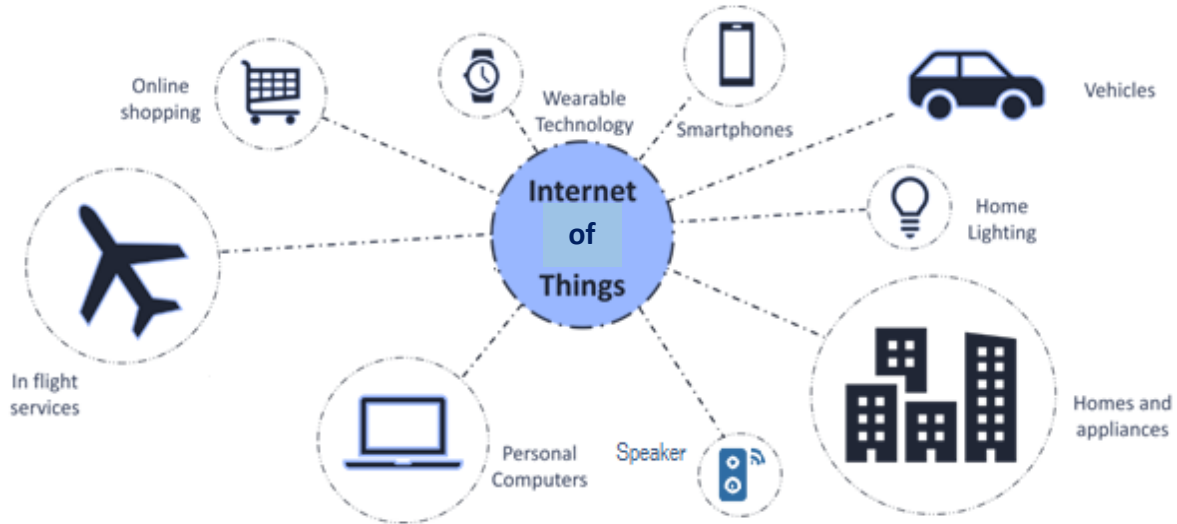 Online
shopping
Wearable
Technology
Smartphones
Vehicles
Internet
of
Things
Home
Lighting
In flight
services
Personal
Computers
Speaker
Homes and
appliances